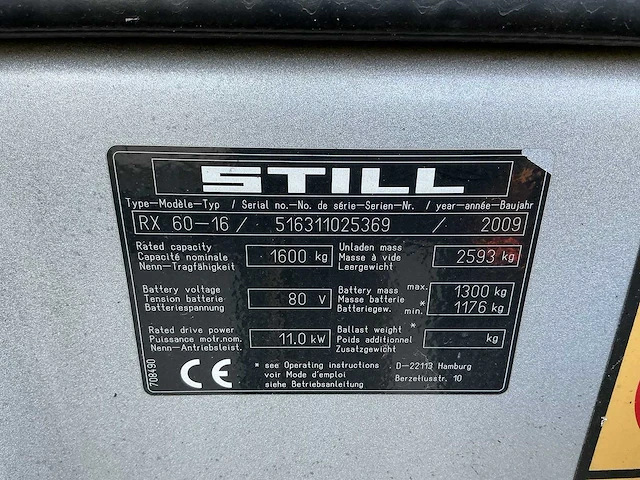 STILL
Type-Modèle-Typ / Serial no.-No. de série-Serien-Nr. / year-année-Baujahr
RX 60-16 / 516311025369 / 2009
Rated capacity
Capacité nominale
Nenn-Tragfähigkeit
1600 kg
Unladen mass
Masse à vide
Leergewicht
2593 kg
Battery voltage
Tension batterie
Batteriespannung
80 V
Battery mass max.
Masse batterie *
Batteriegew. min.
1300 kg
1176 kg
Rated drive power
Puissance motr.nom.
Nenn-Antriebsleist.
11.0 kW
Ballast weight *
Poids additionnel
Zusatzgewicht
kg
708490
CE
* see Operating instructions
voir Mode d'emploi
siehe Betriebsanleitung
D-22113 Hamburg
Berzeliusstr. 10